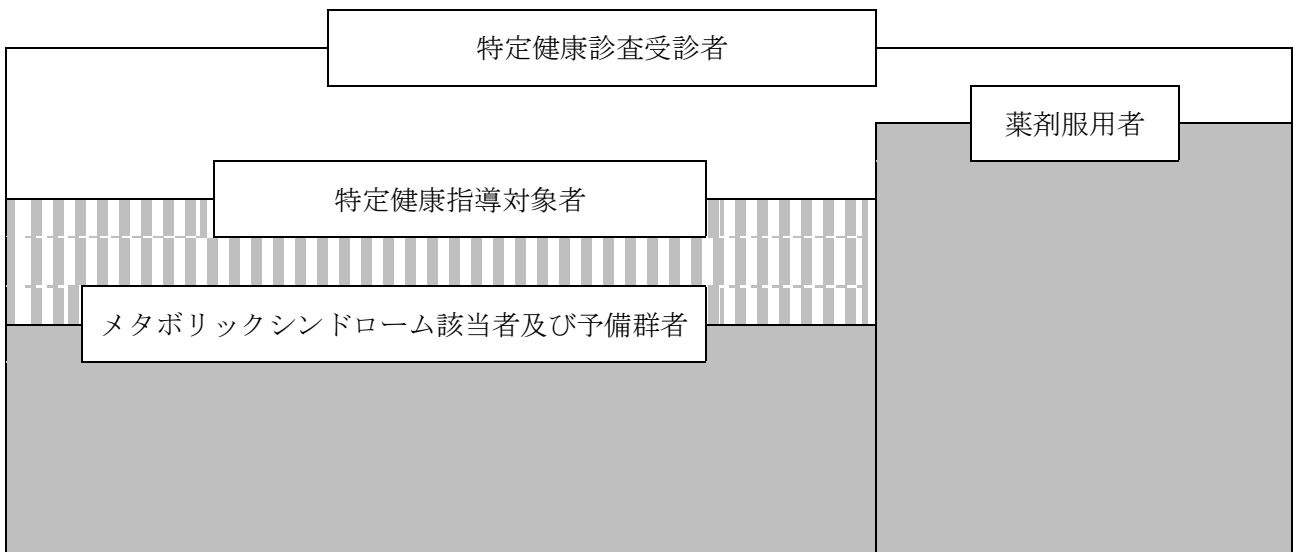 特定健康診査受診者
薬剤服用者
特定健康指導対象者
メタボリックシンドローム該当者及び予備群者